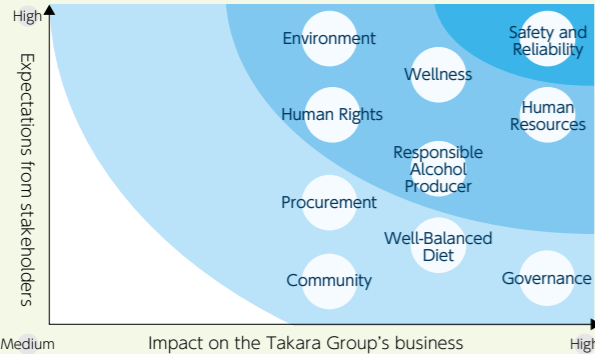 High
Expectations from stakeholders
Environment
Safety and
Reliability
Wellness
Human Rights
Human
Resources
Responsible
Alcohol
Producer
Procurement
Well-Balanced
Diet
Community
Governance
Medium
Impact on the Takara Group's business
High